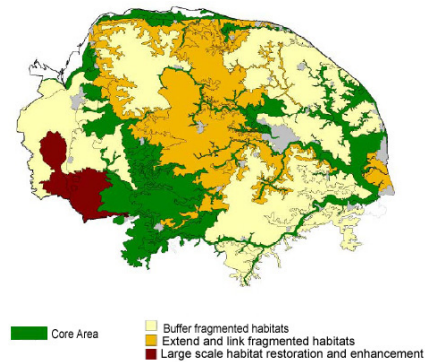 Core Area
Buffer fragmented habitats
Extend and link fragmented habitats
Large scale habitat restoration and enhancement